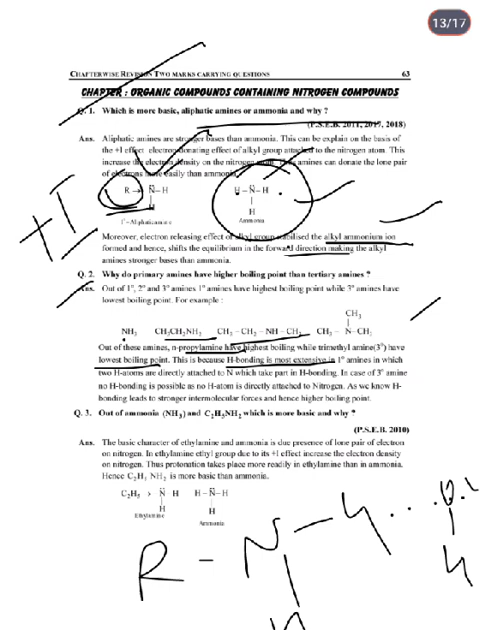 13/17
CHAPTERWISE REVISION TWO MARKS CARRYING QUESTIONS 63
CHAPTER : ORGANIC COMPOUNDS CONTAINING NITROGEN COMPOUNDS
Q. 1. Which is more basic, aliphatic amines or ammonia and why ?
(P.S.E.B. 2011, 2017, 2018)
Ans. Aliphatic amines are stronger bases than ammonia. This can be explain on the basis of
the +I effect electron donating effect of alkyl group attached to the nitrogen atom. This
increase the electron density on the nitrogen atom. Thus amines can donate the lone pair
of electrons more easily than ammonia.
R → N̈ – H H – N̈ – H
| |
H H
1°-Aliphatic amine Ammonia
Moreover, electron releasing effect of alkyl group stabilised the alkyl ammonium ion
formed and hence, shifts the equilibrium in the forward direction making the alkyl
amines stronger bases than ammonia.
Q. 2. Why do primary amines have higher boiling point than tertiary amines ?
Ans. Out of 1°, 2° and 3° amines 1° amines have highest boiling point while 3° amines have
lowest boiling point. For example :
CH₃
|
NH₃ CH₃CH₂NH₂ CH₃ – CH₂ – NH – CH₃ CH₃ – N – CH₃
Out of these amines, n-propylamine have highest boiling while trimethyl amine(3°) have
lowest boiling point. This is because H-bonding is most extensive in 1° amines in which
two H-atoms are directly attached to N which take part in H-bonding. In case of 3° amine
no H-bonding is possible as no H-atom is directly attached to Nitrogen. As we know H-
bonding leads to stronger intermolecular forces and hence higher boiling point.
Q. 3. Out of ammonia (NH₃) and C₂H₅NH₂ which is more basic and why ?
(P.S.E.B. 2010)
Ans. The basic character of ethylamine and ammonia is due presence of lone pair of electron
on nitrogen. In ethylamine ethyl group due to its +I effect increase the electron density
on nitrogen. Thus protonation takes place more readily in ethylamine than in ammonia.
Hence C₂H₅ NH₂ is more basic than ammonia.
C₂H₅ → N̈ H H – N̈ – H
| |
H H
Ethylamine Ammonia
+I
R – N – H . .
|
H